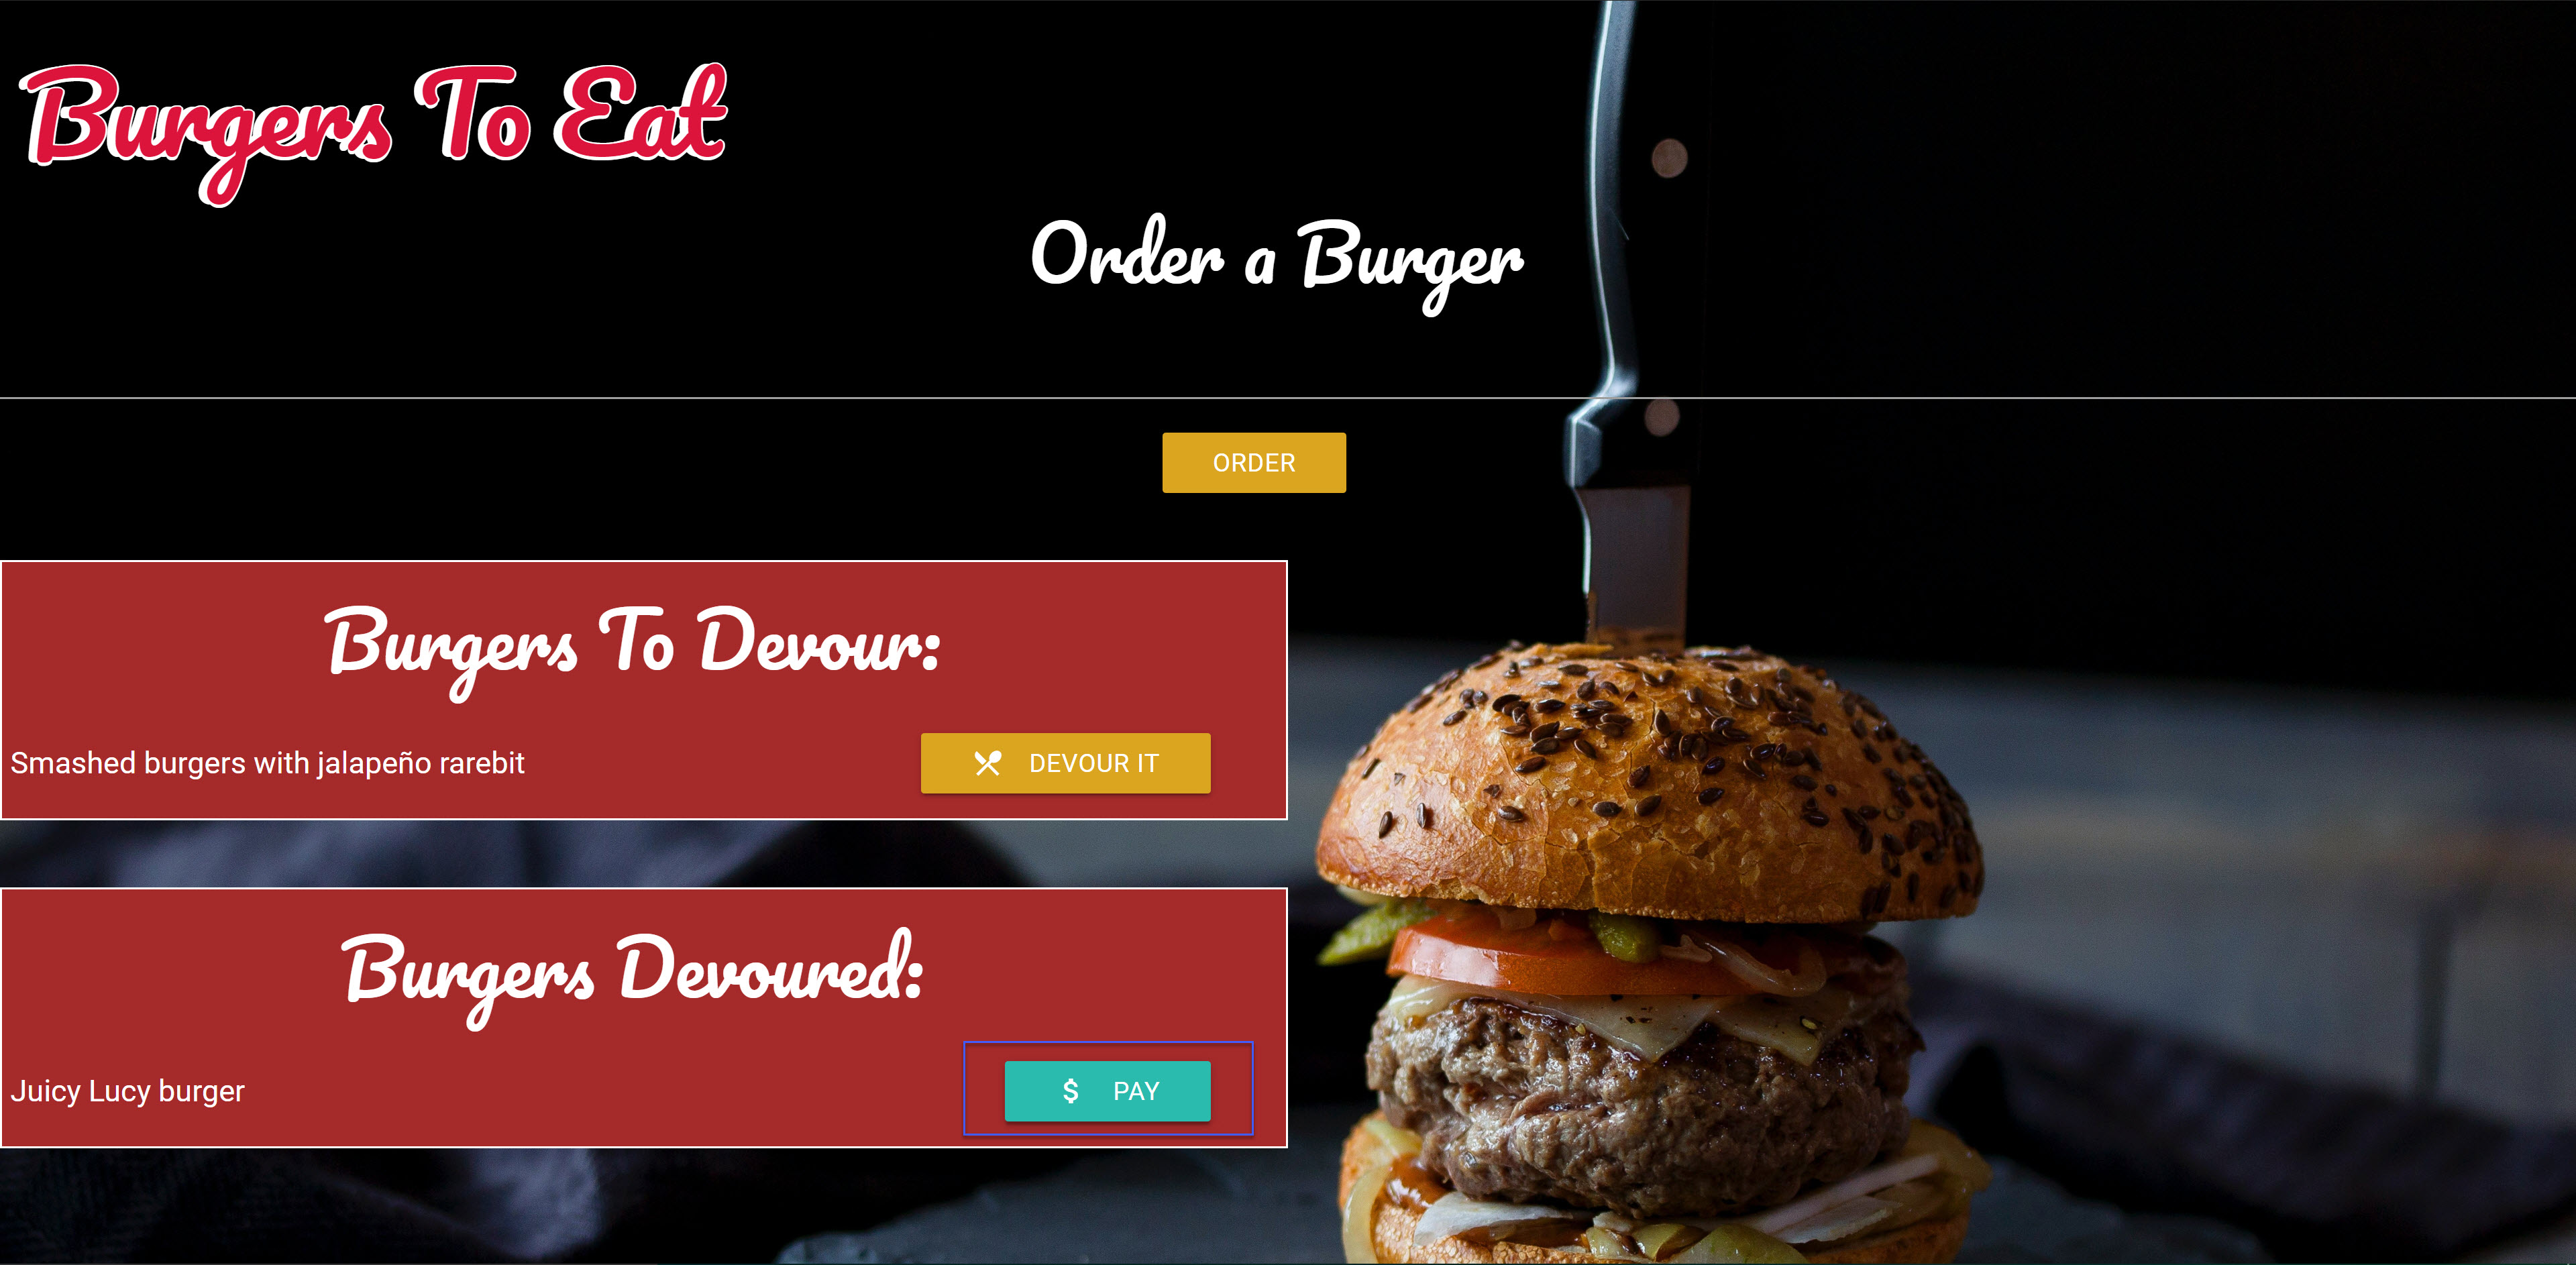 Burgers To Eat
Order a Burger
ORDER
Burgers To Devour:
Smashed burgers with jalapeño rarebit
DEVOUR IT
Burgers Devoured:
Juicy Lucy burger
$ PAY